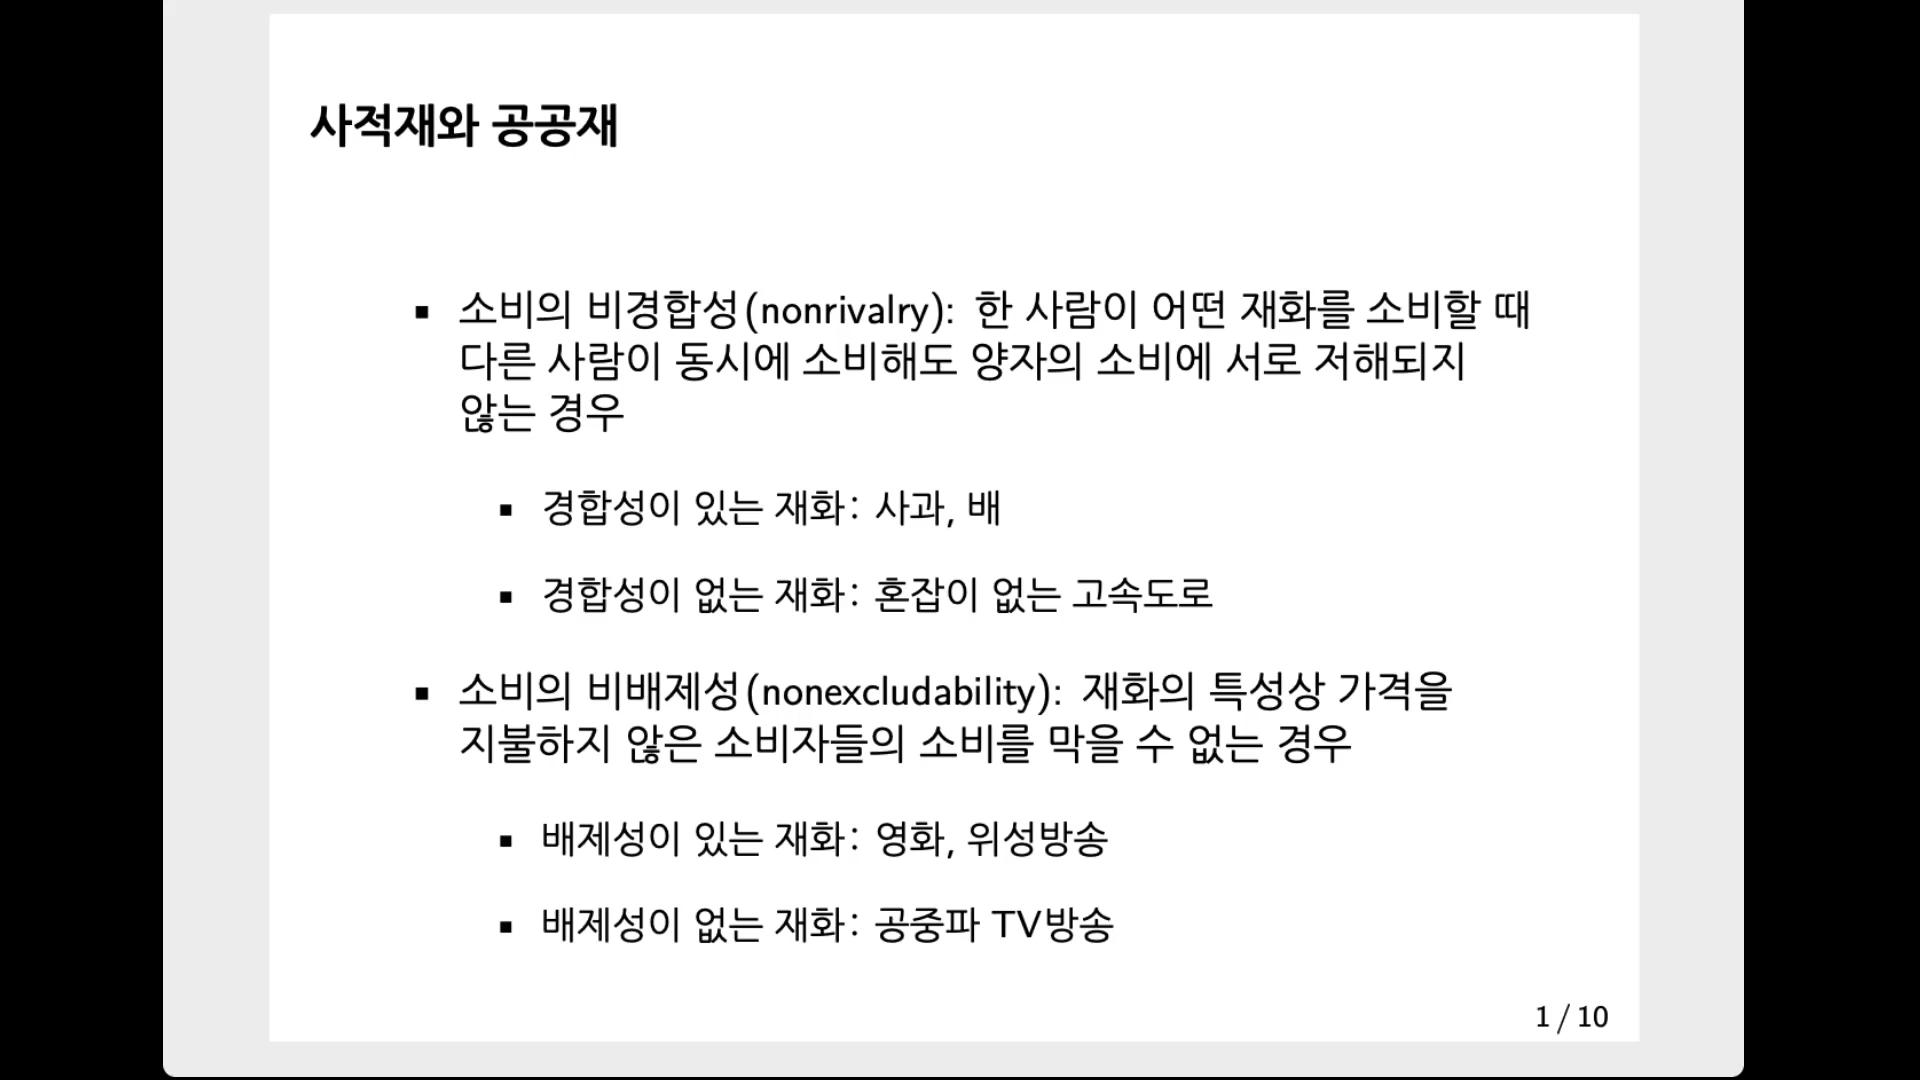 사적재와 공공재
▪ 소비의 비경합성(nonrivalry): 한 사람이 어떤 재화를 소비할 때
다른 사람이 동시에 소비해도 양자의 소비에 서로 저해되지
않는 경우
▪ 경합성이 있는 재화: 사과, 배
▪ 경합성이 없는 재화: 혼잡이 없는 고속도로
▪ 소비의 비배제성(nonexcludability): 재화의 특성상 가격을
지불하지 않은 소비자들의 소비를 막을 수 없는 경우
▪ 배제성이 있는 재화: 영화, 위성방송
▪ 배제성이 없는 재화: 공중파 TV방송
1 / 10